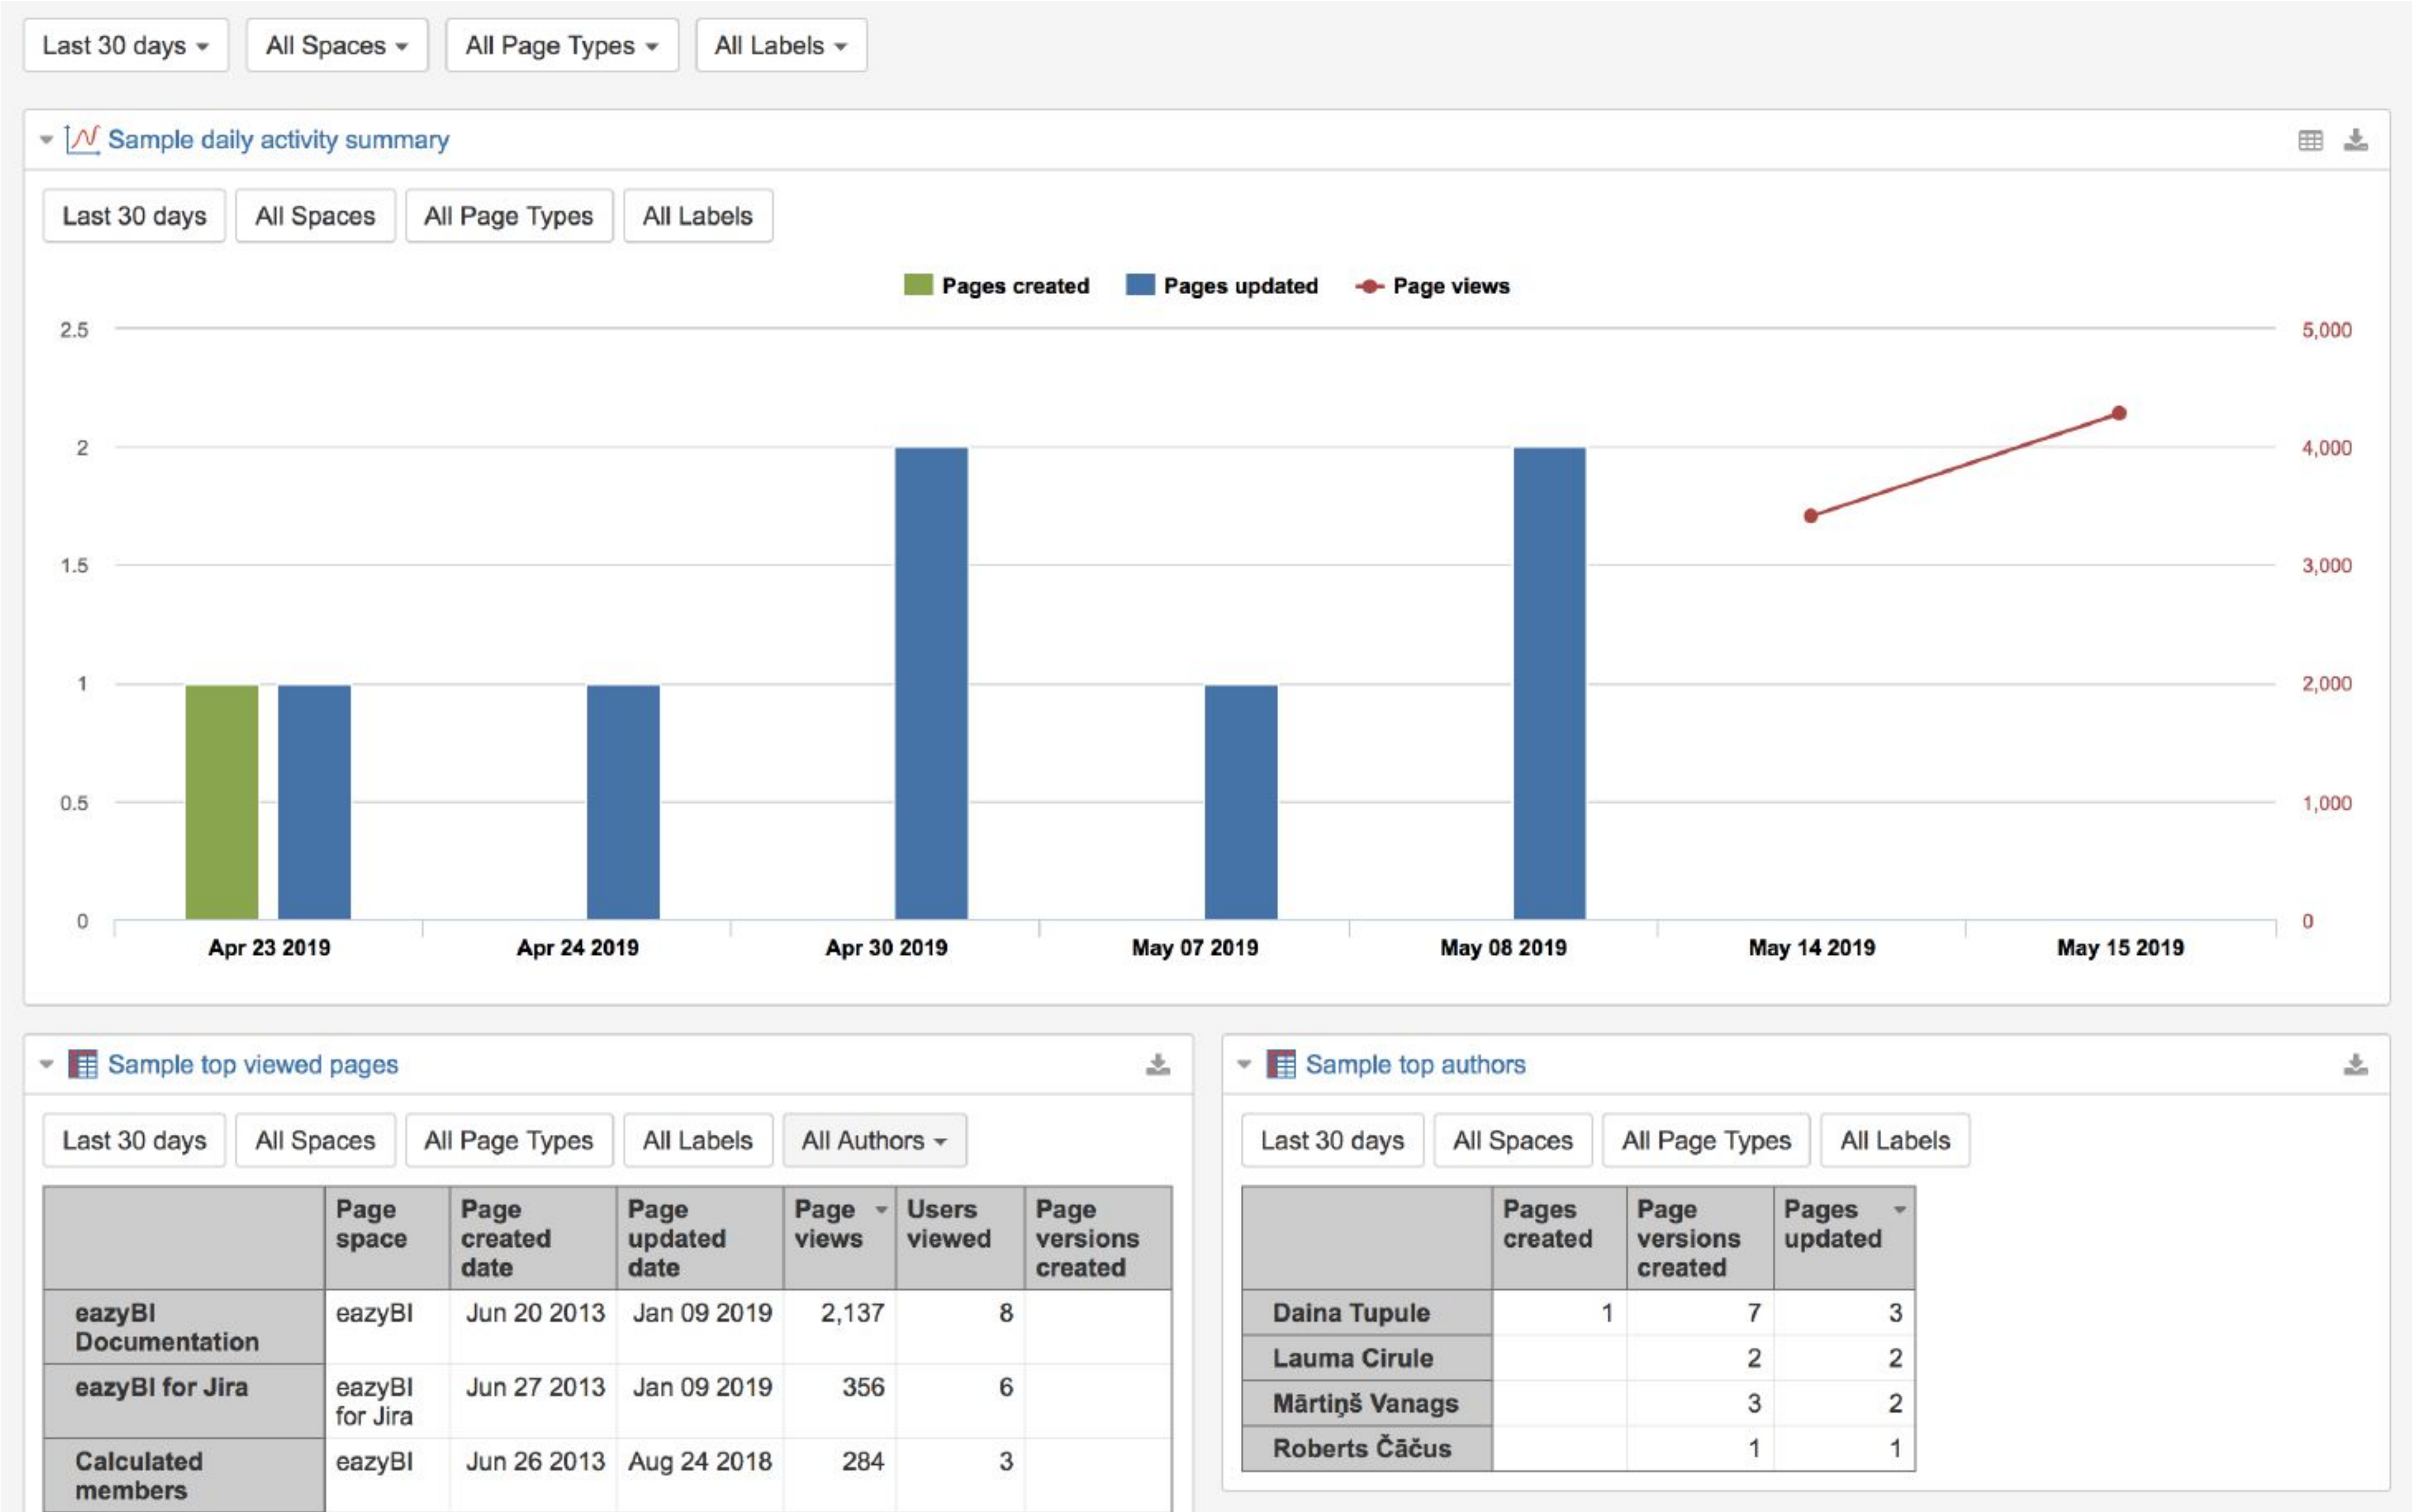 Last 30 days All Spaces All Page Types All Labels
Sample daily activity summary
Last 30 days All Spaces All Page Types All Labels
Pages created Pages updated Page views
2.5 5,000
2 4,000
1.5 3,000
1 2,000
0.5 1,000
0 0
Apr 23 2019 Apr 24 2019 Apr 30 2019 May 07 2019 May 08 2019 May 14 2019 May 15 2019
Sample top viewed pages
Last 30 days All Spaces All Page Types All Labels All Authors
Page Page Page Page Users Page
space created updated views viewed versions
date date created
eazyBI eazyBI Jun 20 2013 Jan 09 2019 2,137 8
Documentation
eazyBI for Jira eazyBI Jun 27 2013 Jan 09 2019 356 6
for Jira
Calculated eazyBI Jun 26 2013 Aug 24 2018 284 3
members
Sample top authors
Last 30 days All Spaces All Page Types All Labels
Pages Page Pages
created versions updated
created
Daina Tupule 1 7 3
Lauma Cirule 2 2
Mārtiņš Vanags 3 2
Roberts Čāčus 1 1